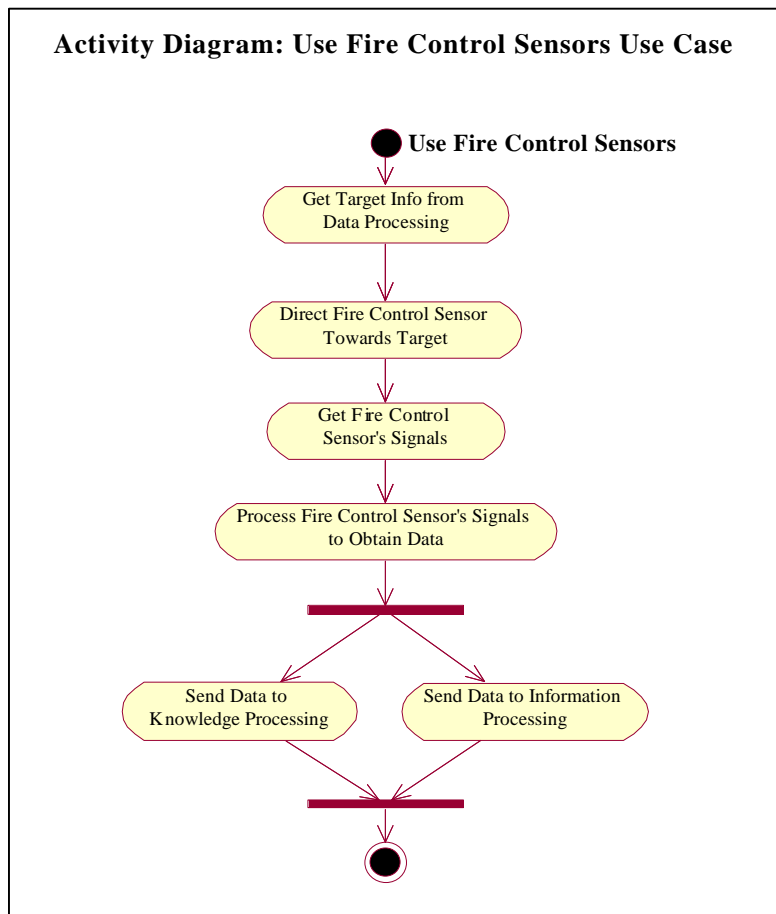 Activity Diagram: Use Fire Control Sensors Use Case
Use Fire Control Sensors
Get Target Info from
Data Processing
Direct Fire Control Sensor
Towards Target
Get Fire Control
Sensor's Signals
Process Fire Control Sensor's Signals
to Obtain Data
Send Data to
Knowledge Processing
Send Data to Information
Processing